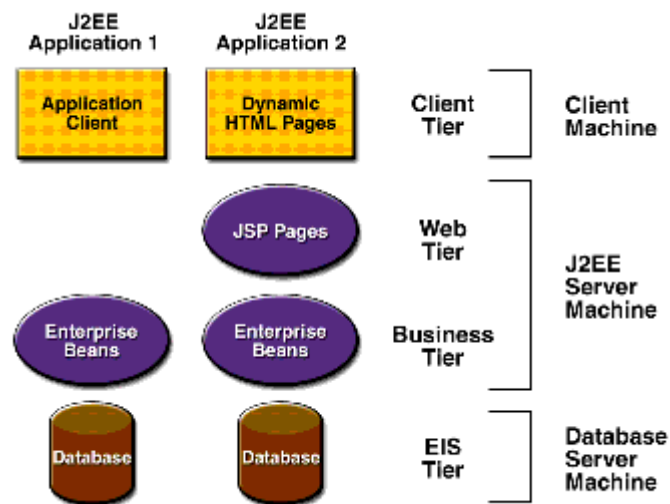 J2EE
Application 1
J2EE
Application 2
Application
Client
Dynamic
HTML Pages
Client
Tier
Client
Machine
JSP Pages
Web
Tier
J2EE
Server
Machine
Enterprise
Beans
Enterprise
Beans
Business
Tier
Database
Database
EIS
Tier
Database
Server
Machine